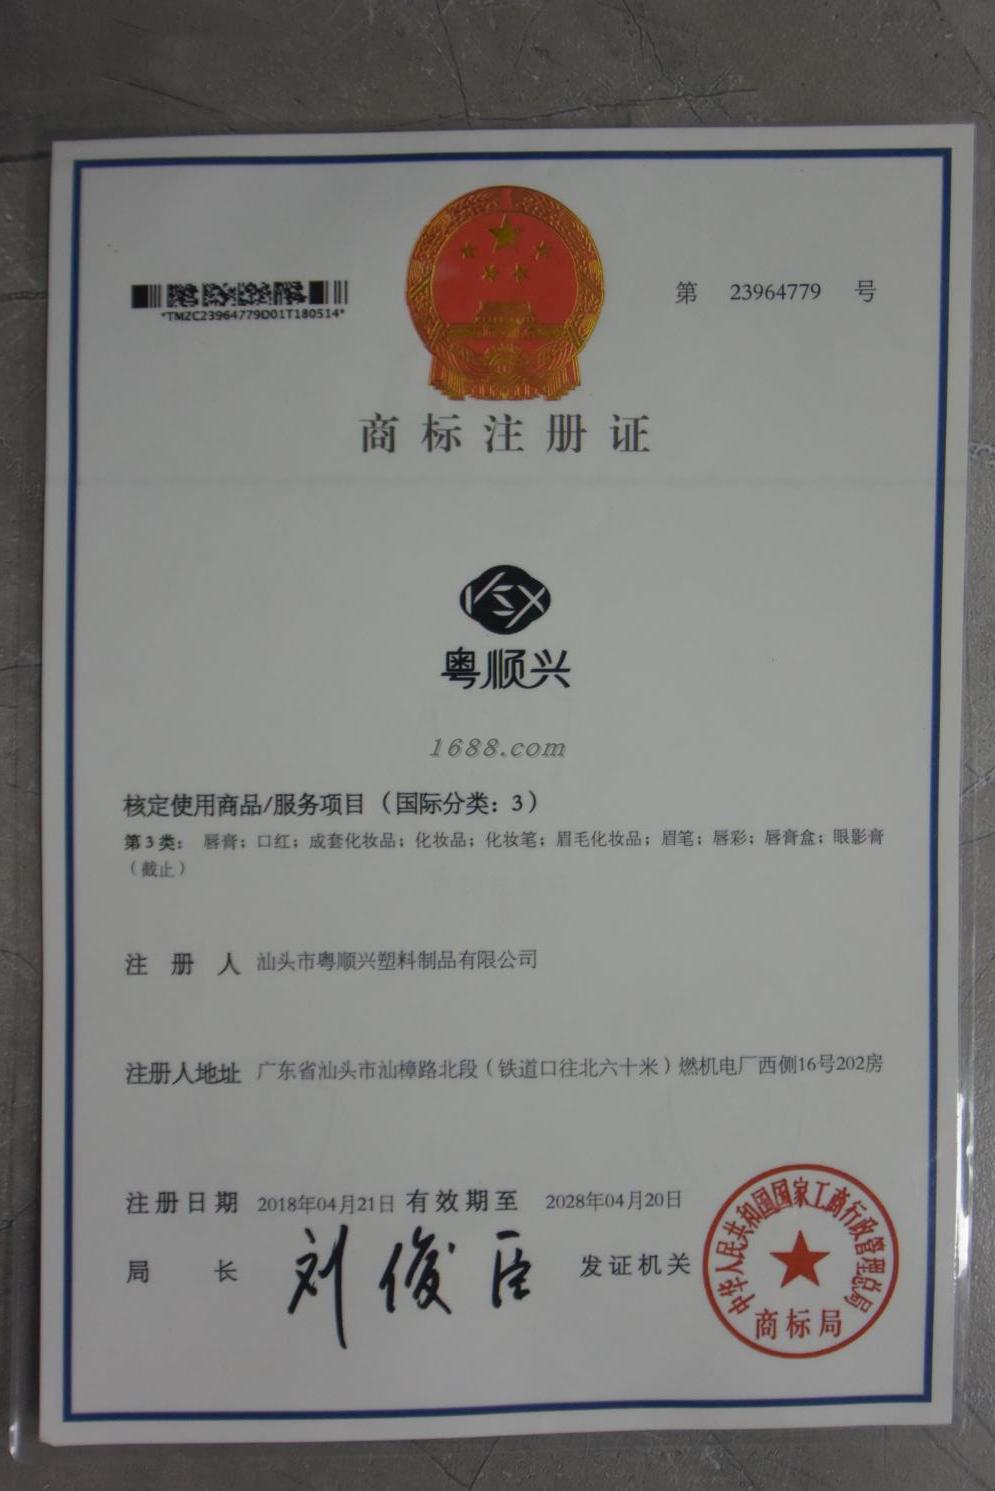 *TMZC23964779D01T180514*
第 23964779 号
商标注册证
YSX
粤顺兴
1688.com
核定使用商品/服务项目（国际分类：3）
第3类：唇膏；口红；成套化妆品；化妆品；化妆笔；眉毛化妆品；眉笔；唇彩；唇膏盒；眼影膏
（截止）
注册人 汕头市粤顺兴塑料制品有限公司
注册人地址 广东省汕头市汕樟路北段（铁道口往北六十米）燃机电厂西侧16号202房
注册日期 2018年04月21日 有效期至 2028年04月20日
局长 刘俊臣 发证机关
中华人民共和国国家工商行政管理总局
商标局